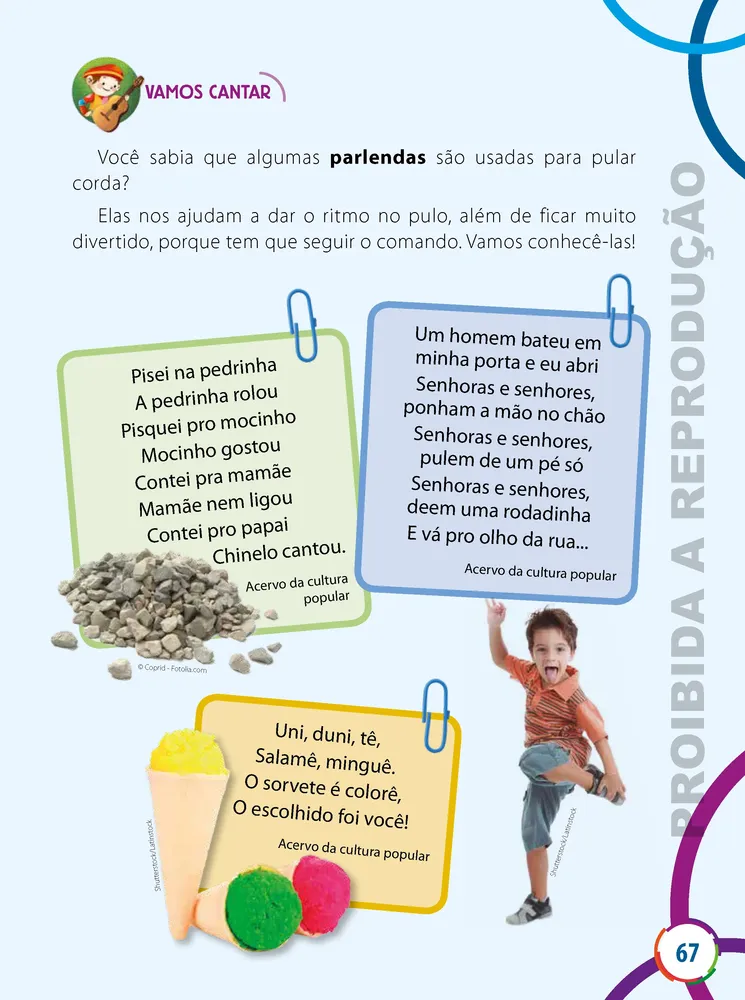 VAMOS CANTAR
Você sabia que algumas parlendas são usadas para pular
corda?
Elas nos ajudam a dar o ritmo no pulo, além de ficar muito
divertido, porque tem que seguir o comando. Vamos conhecê-las!
Pisei na pedrinha
A pedrinha rolou
Pisquei pro mocinho
Mocinho gostou
Contei pra mamãe
Mamãe nem ligou
Contei pro papai
Chinelo cantou.
Acervo da cultura
popular
© Coprid - Fotolia.com
Um homem bateu em
minha porta e eu abri
Senhoras e senhores,
ponham a mão no chão
Senhoras e senhores,
pulem de um pé só
Senhoras e senhores,
deem uma rodadinha
E vá pro olho da rua...
Acervo da cultura popular
Uni, duni, tê,
Salamê, minguê.
O sorvete é colorê,
O escolhido foi você!
Acervo da cultura popular
Shutterstock/Latinstock
Shutterstock/Latinstock
PROIBIDA A REPRODUÇÃO
67